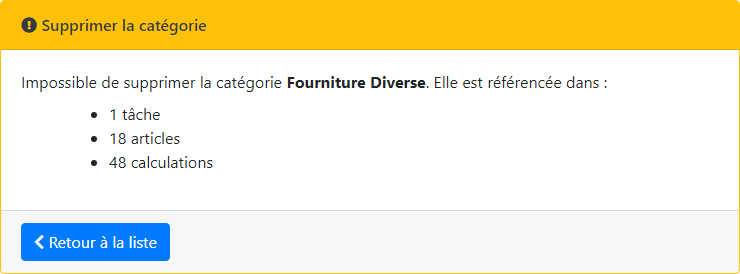 Supprimer la catégorie
Impossible de supprimer la catégorie Fourniture Diverse. Elle est référencée dans :
1 tâche
18 articles
48 calculations
Retour à la liste